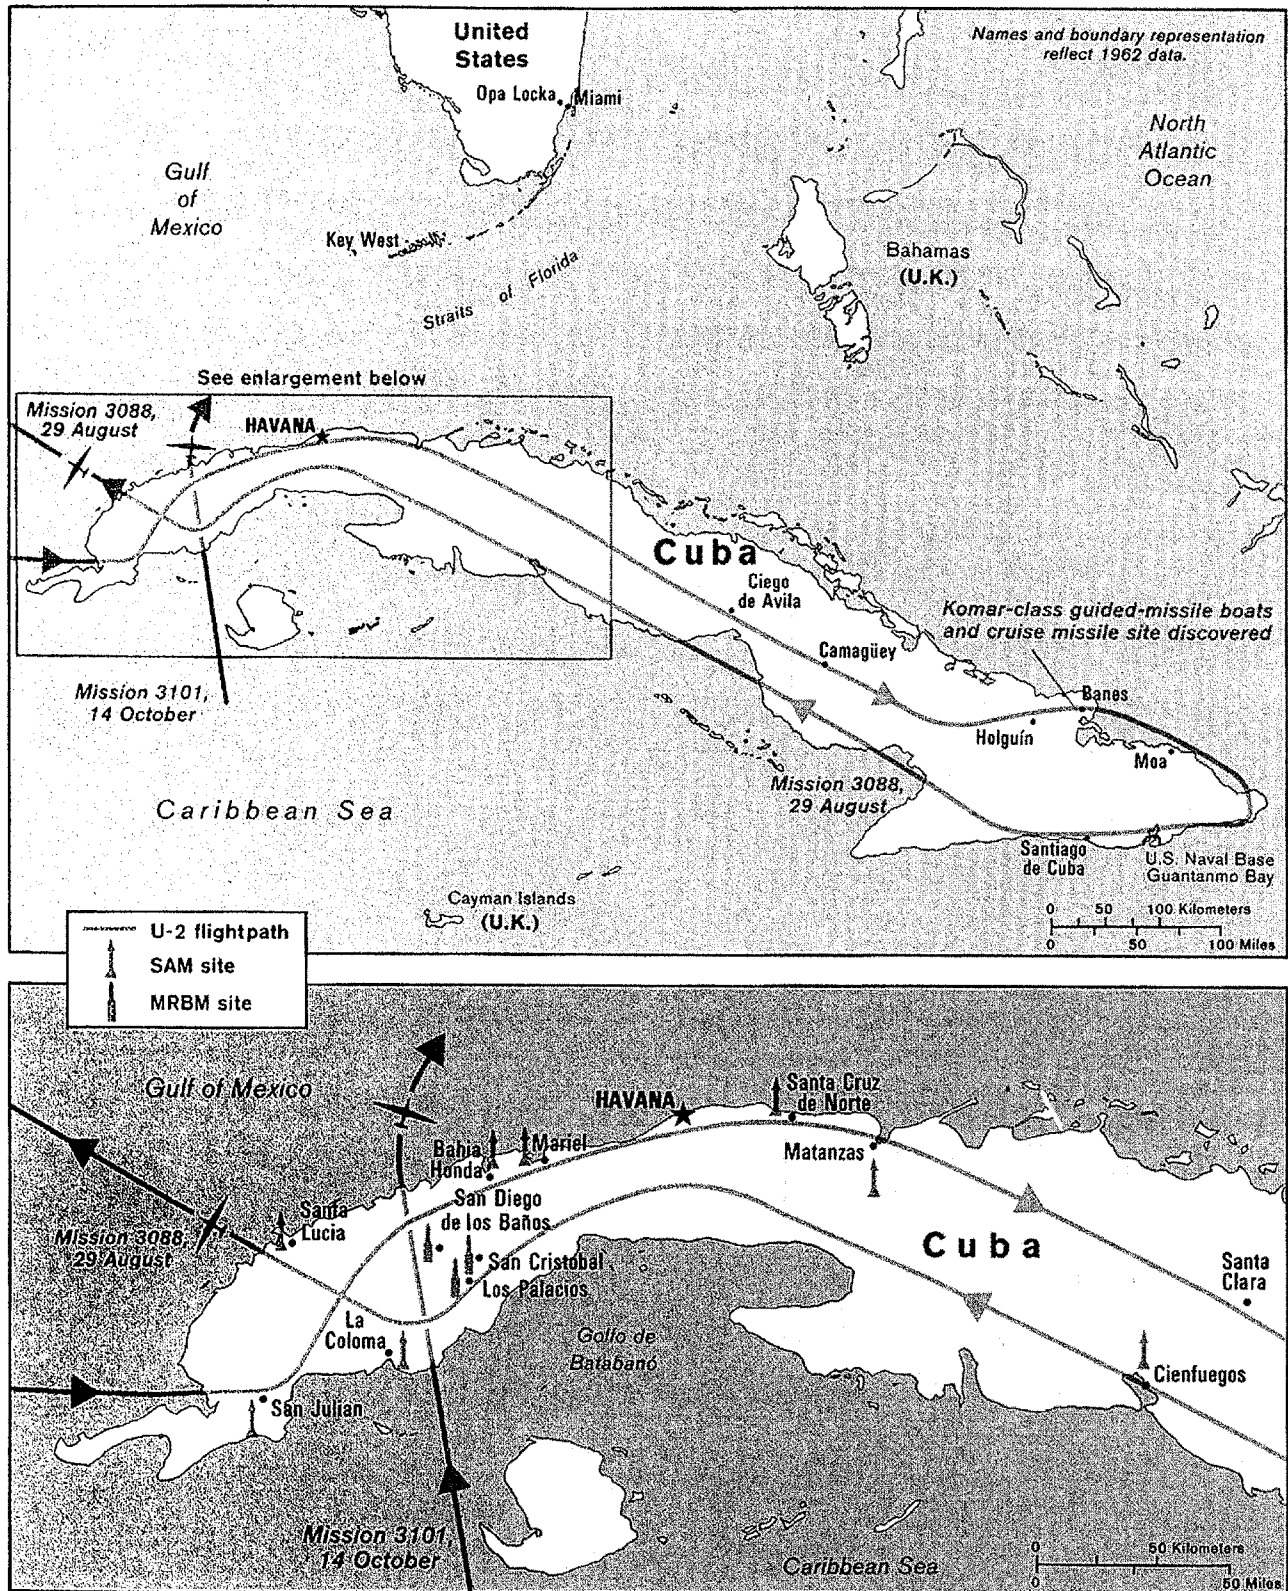 United
States
Names and boundary representation
reflect 1962 data.
Opa Locka
Miami
North
Atlantic
Ocean
Gulf
of
Mexico
Key West
Straits of Florida
Bahamas
(U.K.)
See enlargement below
Mission 3088,
29 August
HAVANA
Cuba
Ciego
de Avila
Komar-class guided-missile boats
and cruise missile site discovered
Camagüey
Mission 3101,
14 October
Banes
Holguín
Moa
Mission 3088,
29 August
Caribbean Sea
Santiago
de Cuba
U.S. Naval Base
Guantanmo Bay
Cayman Islands
(U.K.)
0 50 100 Kilometers
0 50 100 Miles
U-2 flightpath
SAM site
MRBM site
Gulf of Mexico
HAVANA
Santa Cruz
de Norte
Bahia
Honda
Mariel
Matanzas
San Diego
de los Baños
Santa
Lucia
Mission 3088,
29 August
Cuba
San Cristobal
Los Palacios
Santa
Clara
La
Coloma
Golfo de
Batabanó
Cienfuegos
San Julian
Mission 3101,
14 October
Caribbean Sea
0 50 Kilometers
0 50 Miles